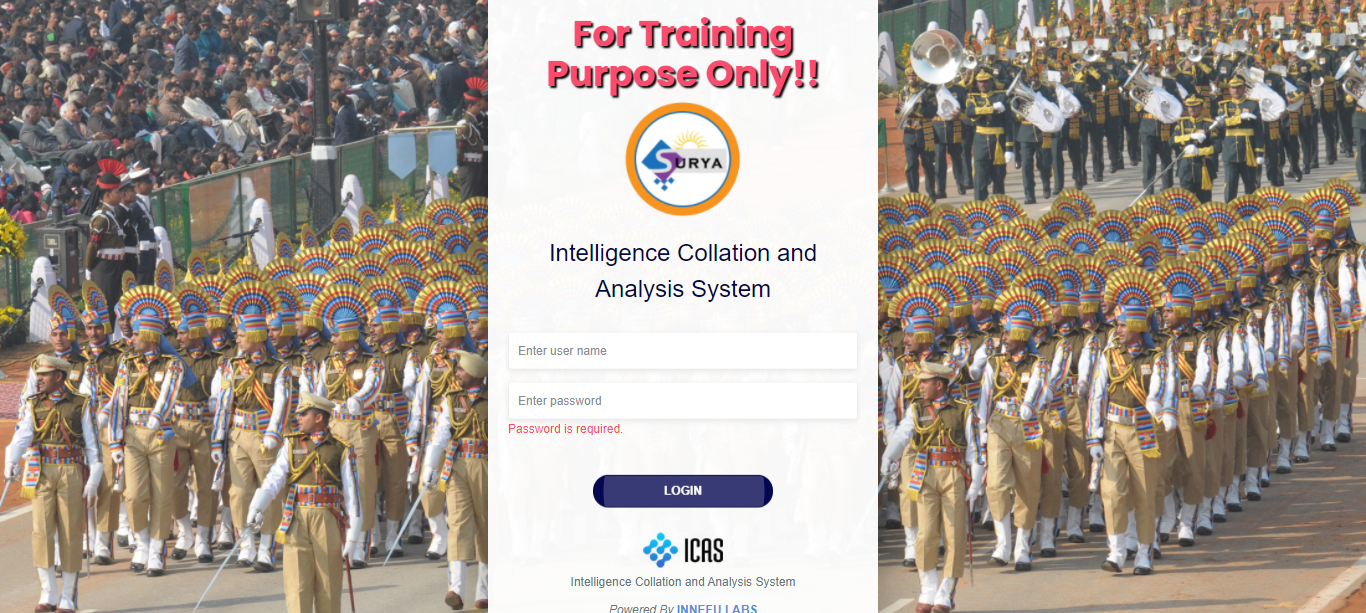 For Training
Purpose Only!!
SURYA
Intelligence Collation and
Analysis System
Enter user name
Enter password
Password is required.
LOGIN
ICAS
Intelligence Collation and Analysis System
Powered By INNEFU LABS